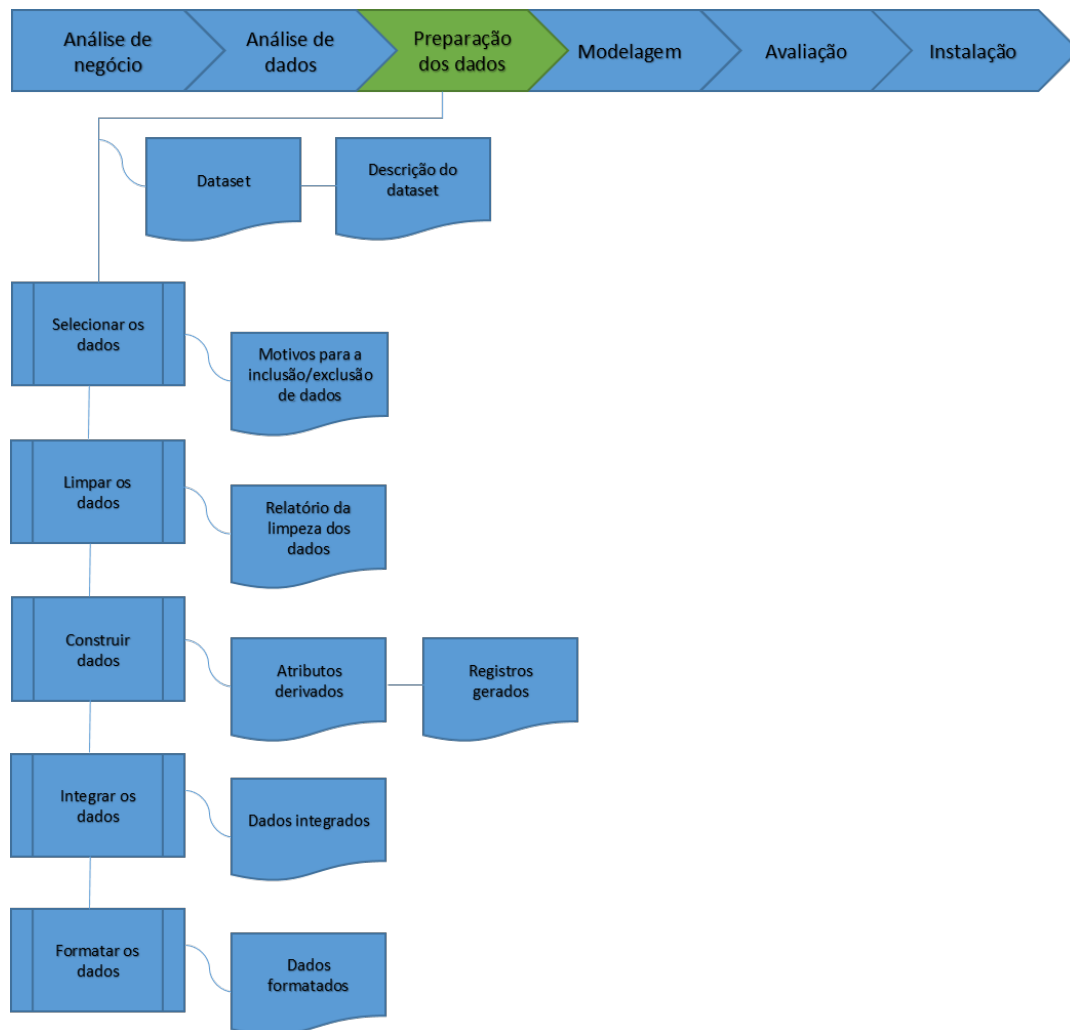 Análise de
negócio
Análise de
dados
Preparação
dos dados
Modelagem
Avaliação
Instalação
Dataset
Descrição do
dataset
Selecionar os
dados
Motivos para a
inclusão/exclusão
de dados
Limpar os
dados
Relatório da
limpeza dos
dados
Construir
dados
Atributos
derivados
Registros
gerados
Integrar os
dados
Dados integrados
Formatar os
dados
Dados
formatados